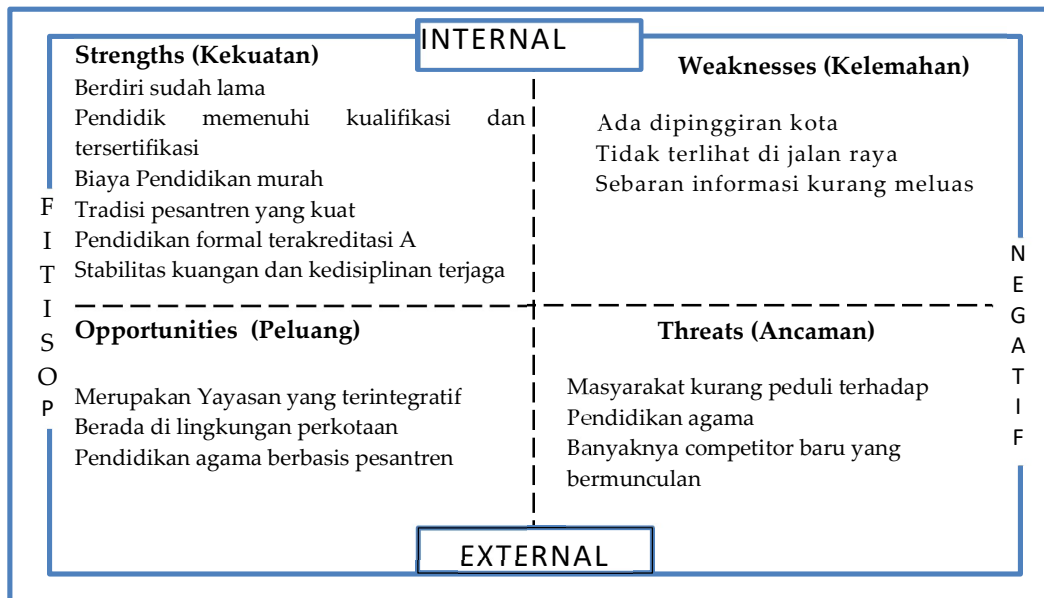 INTERNAL
Strengths (Kekuatan)
Berdiri sudah lama
Pendidik memenuhi kualifikasi dan
tersertifikasi
Biaya Pendidikan murah
Tradisi pesantren yang kuat
Pendidikan formal terakreditasi A
Stabilitas kuangan dan kedisiplinan terjaga
Weaknesses (Kelemahan)
Ada dipinggiran kota
Tidak terlihat di jalan raya
Sebaran informasi kurang meluas
F
I
T
I
S
O
P
N
E
G
A
T
I
F
Opportunities (Peluang)
Merupakan Yayasan yang terintegratif
Berada di lingkungan perkotaan
Pendidikan agama berbasis pesantren
Threats (Ancaman)
Masyarakat kurang peduli terhadap
Pendidikan agama
Banyaknya competitor baru yang
bermunculan
EXTERNAL